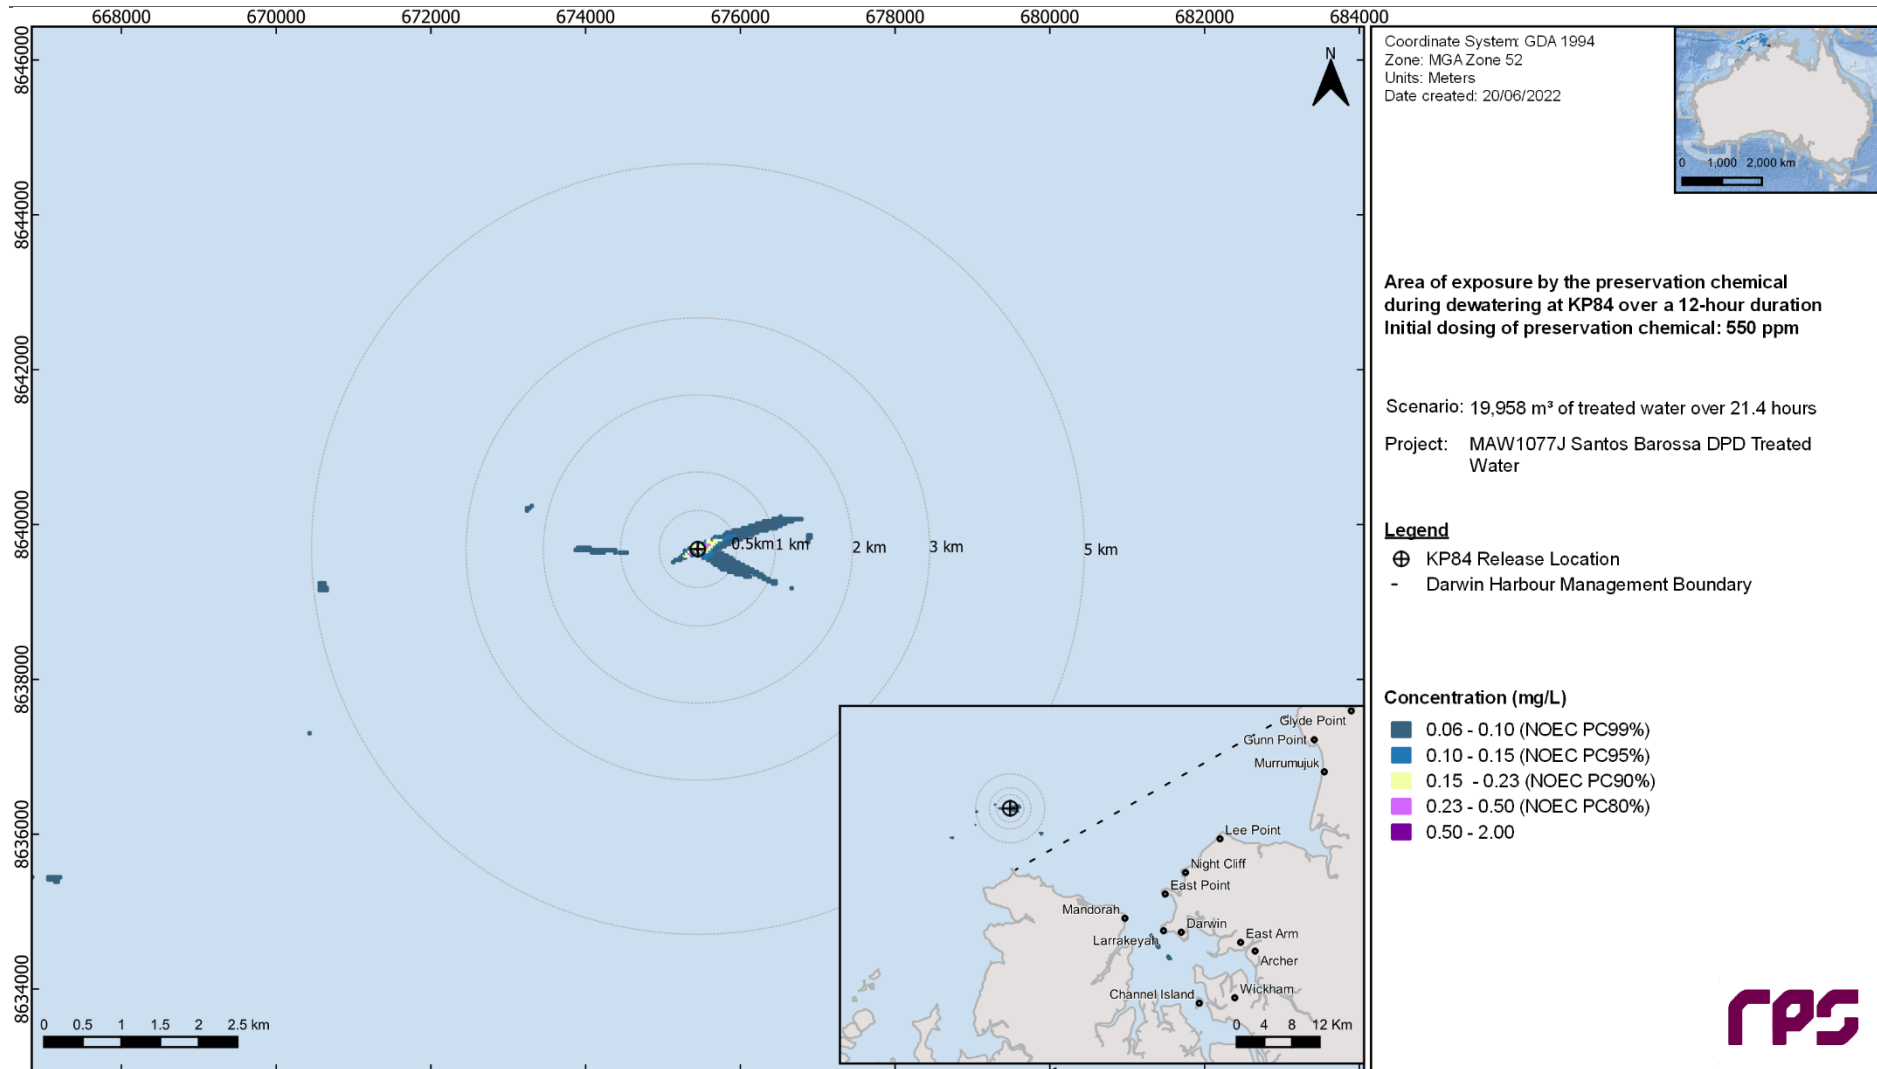 668000 670000 672000 674000 676000 678000 680000 682000 684000
8646000
8644000
8642000
8640000
8638000
8636000
8634000
N
0.5km 1 km 2 km 3 km 5 km
0 0.5 1 1.5 2 2.5 km
Glyde Point
Gunn Point
Murrumujuk
Lee Point
Night Cliff
East Point
Mandorah
Darwin
Larrakeyah
East Arm
Archer
Channel Island
Wickham
0 4 8 12 Km
Coordinate System: GDA 1994
Zone: MGA Zone 52
Units: Meters
Date created: 20/06/2022
0 1,000 2,000 km
Area of exposure by the preservation chemical
during dewatering at KP84 over a 12-hour duration
Initial dosing of preservation chemical: 550 ppm
Scenario: 19,958 m³ of treated water over 21.4 hours
Project: MAW1077J Santos Barossa DPD Treated
Water
Legend
KP84 Release Location
- Darwin Harbour Management Boundary
Concentration (mg/L)
0.06 - 0.10 (NOEC PC99%)
0.10 - 0.15 (NOEC PC95%)
0.15 - 0.23 (NOEC PC90%)
0.23 - 0.50 (NOEC PC80%)
0.50 - 2.00
rps